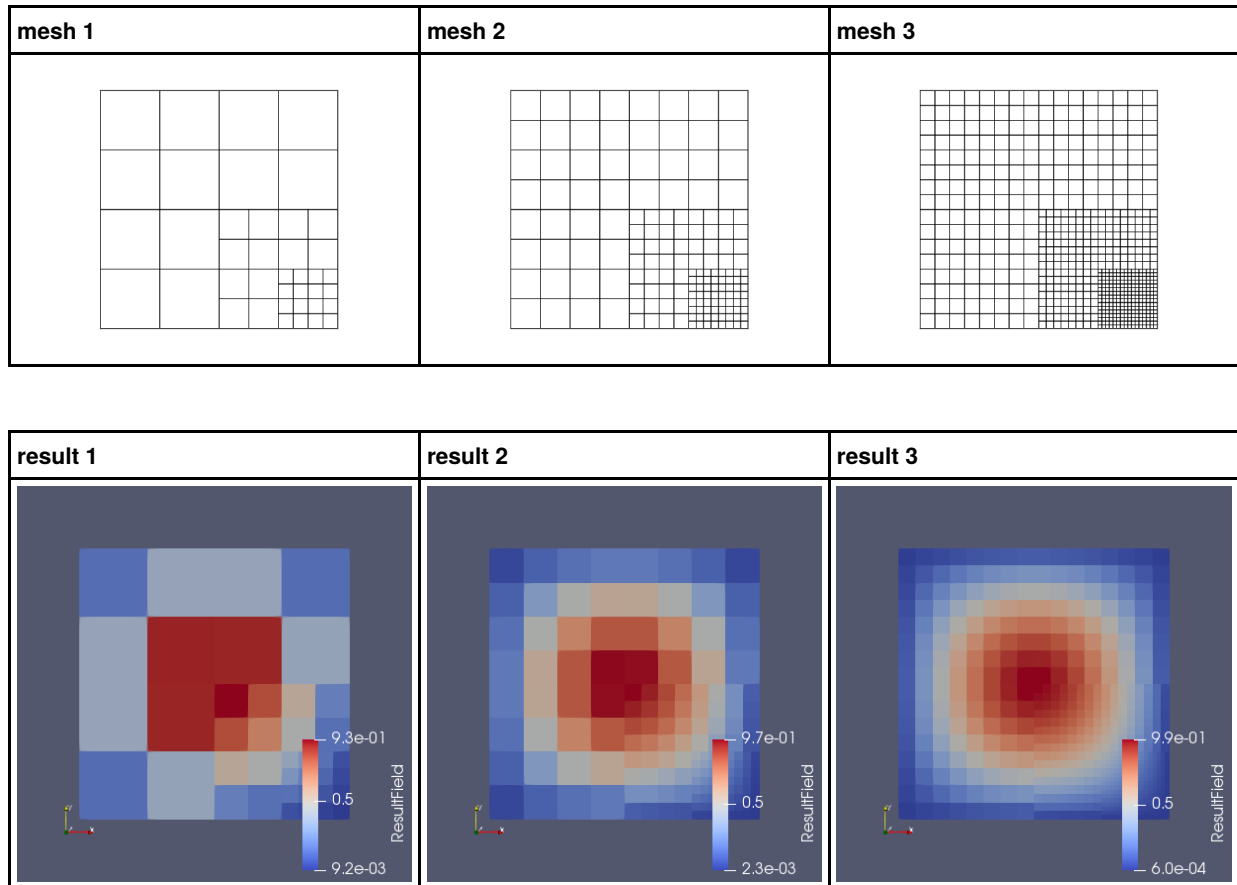 mesh 1
mesh 2
mesh 3
result 1
result 2
result 3
9.3e-01
0.5
9.2e-03
ResultField
9.7e-01
0.5
2.3e-03
ResultField
9.9e-01
0.5
6.0e-04
ResultField